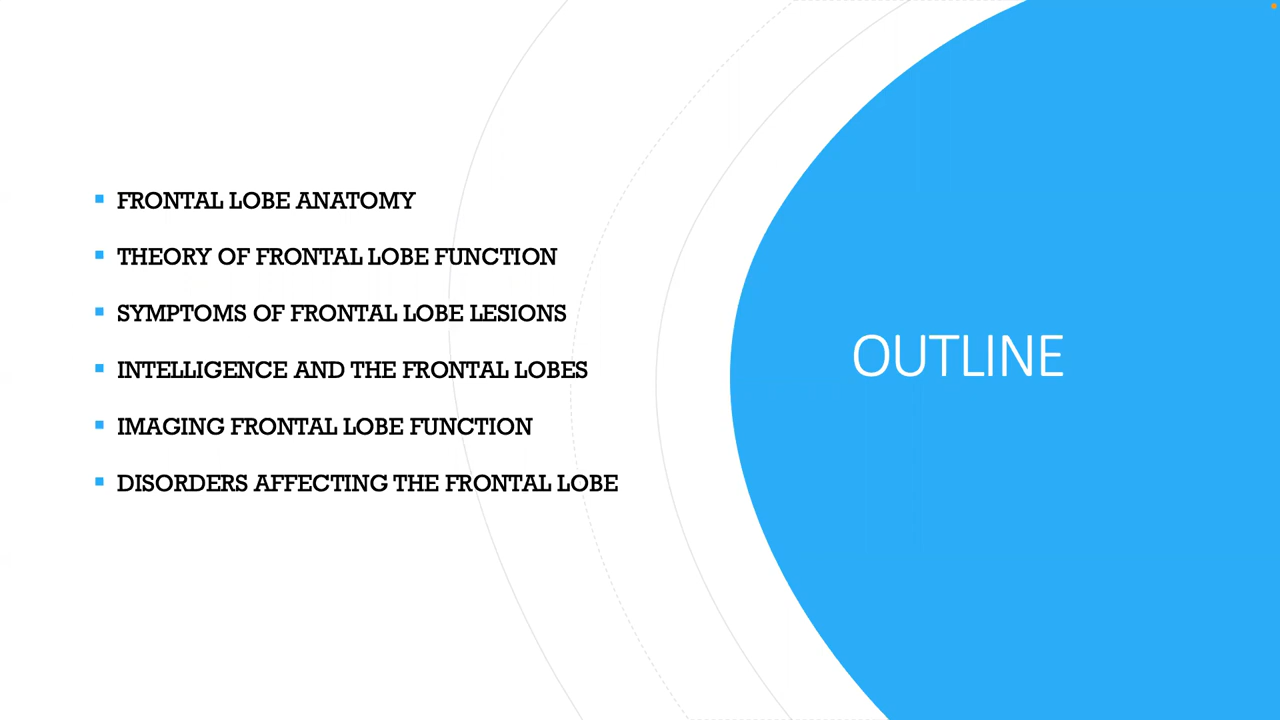 FRONTAL LOBE ANATOMY
THEORY OF FRONTAL LOBE FUNCTION
SYMPTOMS OF FRONTAL LOBE LESIONS
INTELLIGENCE AND THE FRONTAL LOBES
IMAGING FRONTAL LOBE FUNCTION
DISORDERS AFFECTING THE FRONTAL LOBE
OUTLINE